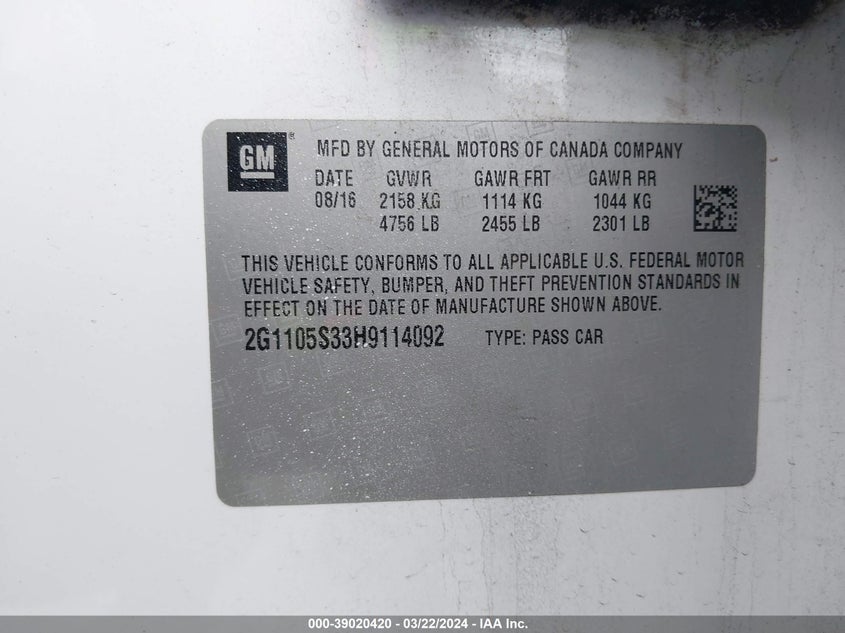 GM ® MFD BY GENERAL MOTORS OF CANADA COMPANY
DATE GVWR GAWR FRT GAWR RR
08/16 2158 KG 1114 KG 1044 KG
4756 LB 2455 LB 2301 LB
THIS VEHICLE CONFORMS TO ALL APPLICABLE U.S. FEDERAL MOTOR
VEHICLE SAFETY, BUMPER, AND THEFT PREVENTION STANDARDS IN
EFFECT ON THE DATE OF MANUFACTURE SHOWN ABOVE.
2G1105S33H9114092 TYPE: PASS CAR
000-39020420 - 03/22/2024 - IAA Inc.